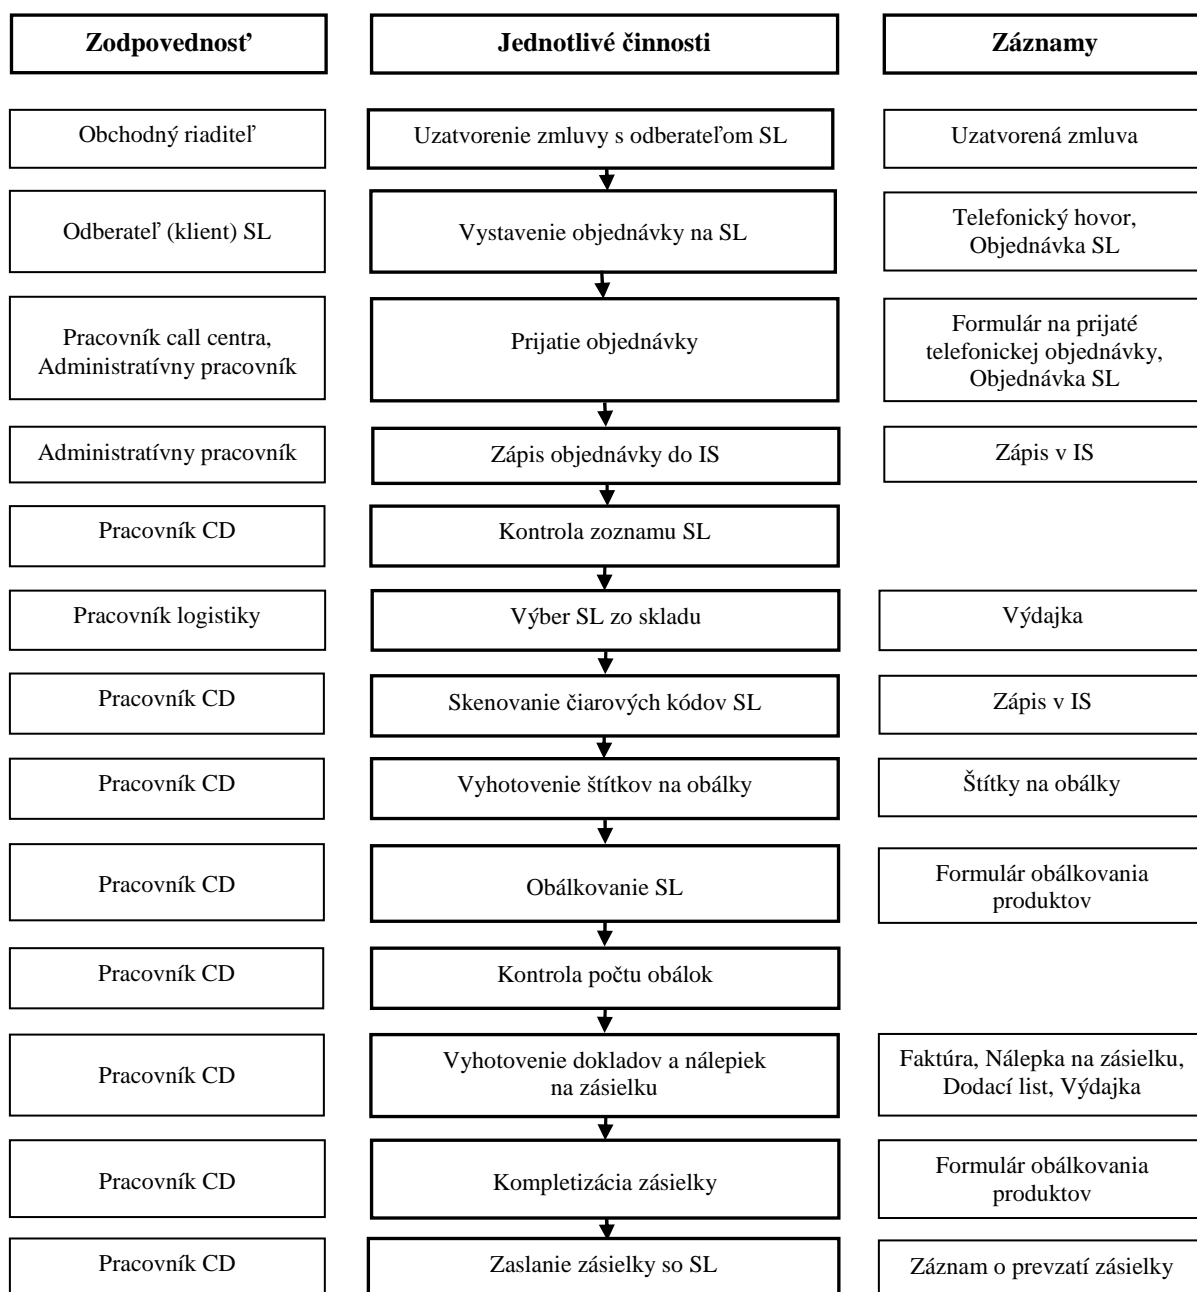 Zodpovednosť
Jednotlivé činnosti
Záznamy
Obchodný riaditeľ
Uzatvorenie zmluvy s odberateľom SL
Uzatvorená zmluva
Odberateľ (klient) SL
Vystavenie objednávky na SL
Telefonický hovor,
Objednávka SL
Pracovník call centra,
Administratívny pracovník
Prijatie objednávky
Formulár na prijaté
telefonickej objednávky,
Objednávka SL
Administratívny pracovník
Zápis objednávky do IS
Zápis v IS
Pracovník CD
Kontrola zoznamu SL
Pracovník logistiky
Výber SL zo skladu
Výdajka
Pracovník CD
Skenovanie čiarových kódov SL
Zápis v IS
Pracovník CD
Vyhotovenie štítkov na obálky
Štítky na obálky
Pracovník CD
Obálkovanie SL
Formulár obálkovania
produktov
Pracovník CD
Kontrola počtu obálok
Pracovník CD
Vyhotovenie dokladov a nálepiek
na zásielku
Faktúra, Nálepka na zásielku,
Dodací list, Výdajka
Pracovník CD
Kompletizácia zásielky
Formulár obálkovania
produktov
Pracovník CD
Zaslanie zásielky so SL
Záznam o prevzatí zásielky